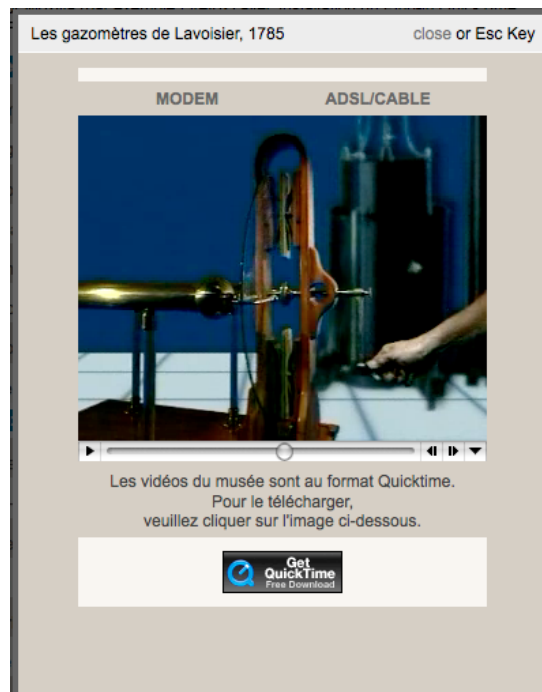 Les gazomètres de Lavoisier, 1785 close or Esc Key
MODEM ADSL/CABLE
Les vidéos du musée sont au format Quicktime.
Pour le télécharger,
veuillez cliquer sur l'image ci-dessous.
Get
QuickTime
Free Download